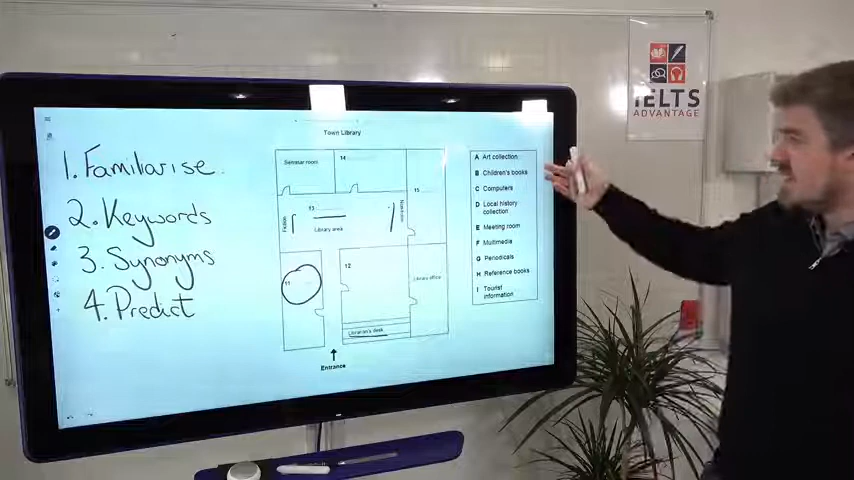 IELTS
ADVANTAGE
Town Library
1. Familiarise
2. Keywords
3. Synonyms
4. Predict
Seminar room
14
15
13
Fiction
Library area
Non-fiction
11
12
Library office
Librarian's desk
Entrance
A Art collection
B Children's books
C Computers
D Local history
collection
E Meeting room
F Multimedia
G Periodicals
H Reference books
I Tourist
information